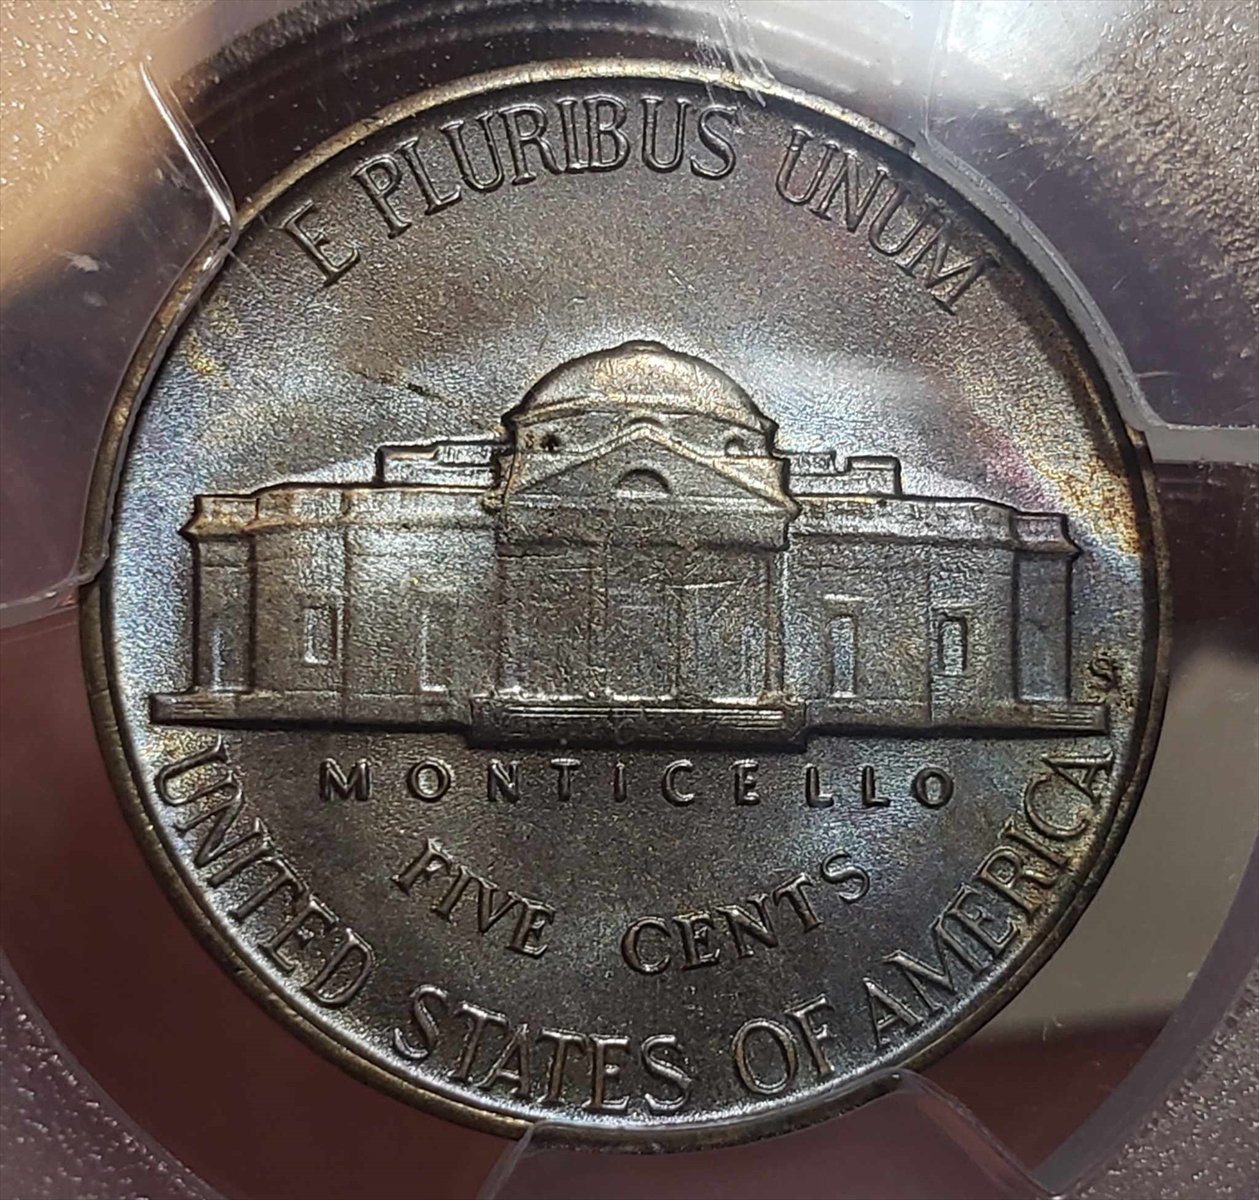 E PLURIBUS UNUM
S
MONTICELLO
FIVE CENTS
UNITED STATES OF AMERICA